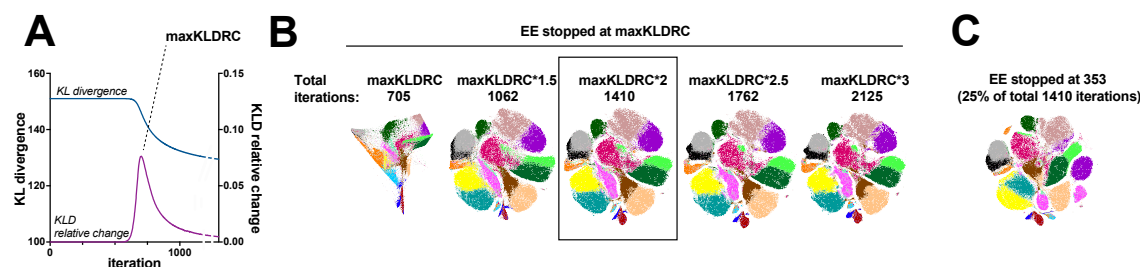 A
maxKLDRC
160
140
120
100
KL divergence
KL divergence
KLD
relative change
0.15
0.10
0.05
0.00
KLD relative change
0
1000
iteration
B
EE stopped at maxKLDRC
Total
iterations:
maxKLDRC
705
maxKLDRC*1.5
1062
maxKLDRC*2
1410
maxKLDRC*2.5
1762
maxKLDRC*3
2125
C
EE stopped at 353
(25% of total 1410 iterations)